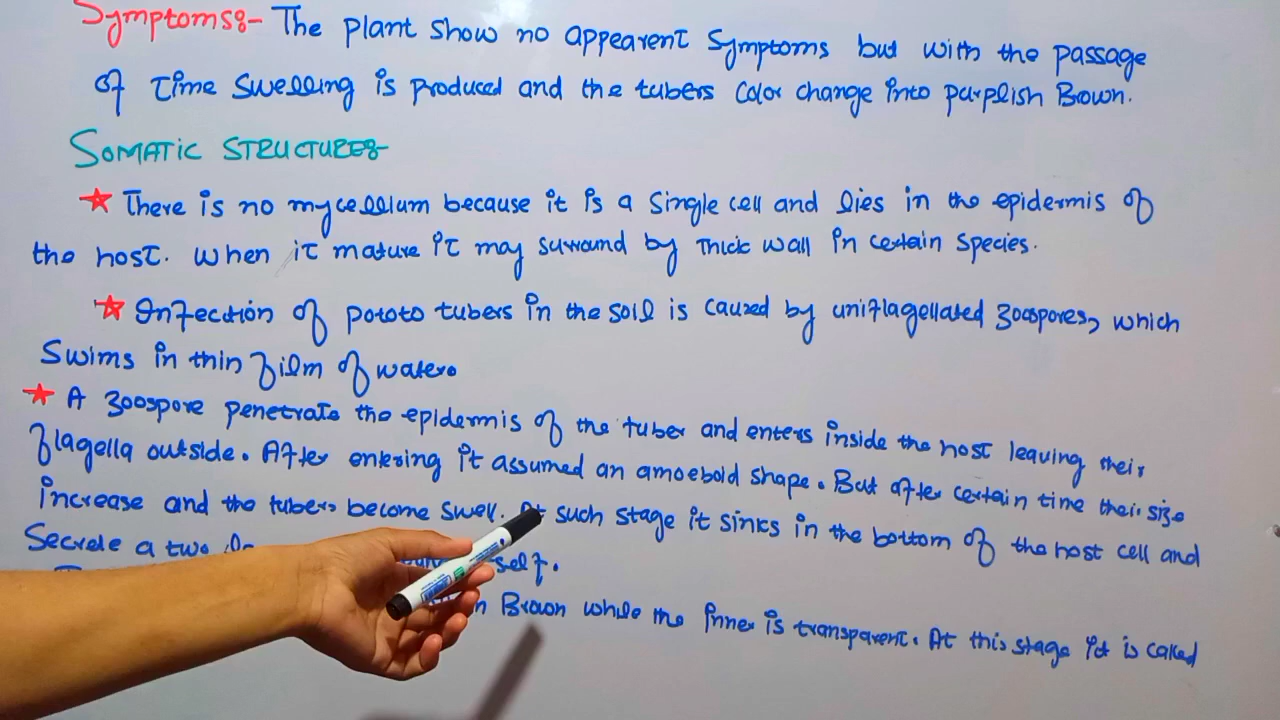 Symptoms:- The plant show no appearent symptoms but with the passage
of time swelling is produced and the tubers color change into purplish Brown.
SOMATIC STRUCTURES
There is no mycellium because it is a single cell and lies in the epidermis of
the host. When it mature it may surround by thick wall in certain species.
Infection of pototo tubers in the soil is caused by uniflagellated zoospores, which
swims in thin film of water.
A zoospore penetrate the epidermis of the tuber and enters inside the host leaving their
flagella outside. After entering it assumed an amoeboid shape. But after certain time their size
increase and the tubers become swell. At such stage it sinks in the bottom of the host cell and
Secrete a two
self.
Brown while the inner is transparent. At this stage it is called